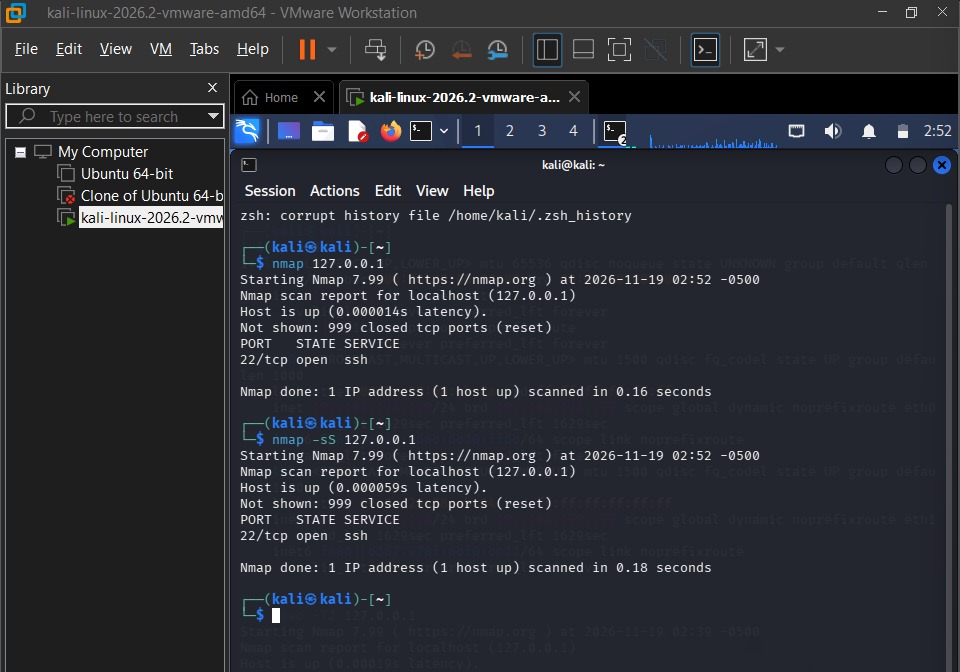 kali-linux-2026.2-vmware-amd64 - VMware Workstation
File Edit View VM Tabs Help
Library
Type here to search
My Computer
Ubuntu 64-bit
Clone of Ubuntu 64-b
kali-linux-2026.2-vmw
Home
kali-linux-2026.2-vmware-a...
1 2 3 4
2
2:52
kali@kali: ~
Session Actions Edit View Help
zsh: corrupt history file /home/kali/.zsh_history
┌──(kali㉿kali)-[~]
└─$ nmap 127.0.0.1
Starting Nmap 7.99 ( https://nmap.org ) at 2026-11-19 02:52 -0500
Nmap scan report for localhost (127.0.0.1)
Host is up (0.000014s latency).
Not shown: 999 closed tcp ports (reset)
PORT   STATE SERVICE
22/tcp open  ssh
Nmap done: 1 IP address (1 host up) scanned in 0.16 seconds
┌──(kali㉿kali)-[~]
└─$ nmap -sS 127.0.0.1
Starting Nmap 7.99 ( https://nmap.org ) at 2026-11-19 02:52 -0500
Nmap scan report for localhost (127.0.0.1)
Host is up (0.000059s latency).
Not shown: 999 closed tcp ports (reset)
PORT   STATE SERVICE
22/tcp open  ssh
Nmap done: 1 IP address (1 host up) scanned in 0.18 seconds
┌──(kali㉿kali)-[~]
└─$